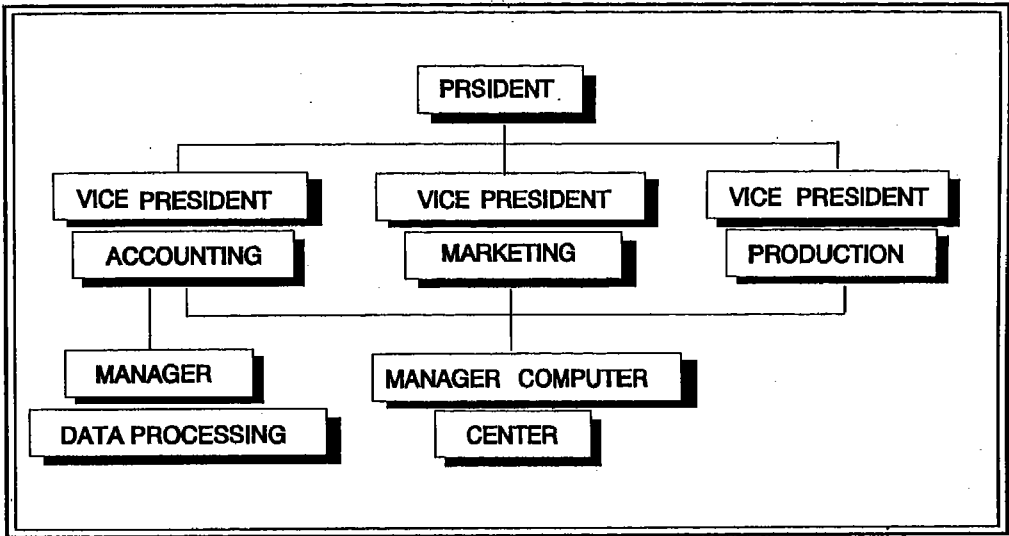 PRSIDENT
VICE PRESIDENT
VICE PRESIDENT
VICE PRESIDENT
ACCOUNTING
MARKETING
PRODUCTION
MANAGER
MANAGER COMPUTER
DATA PROCESSING
CENTER